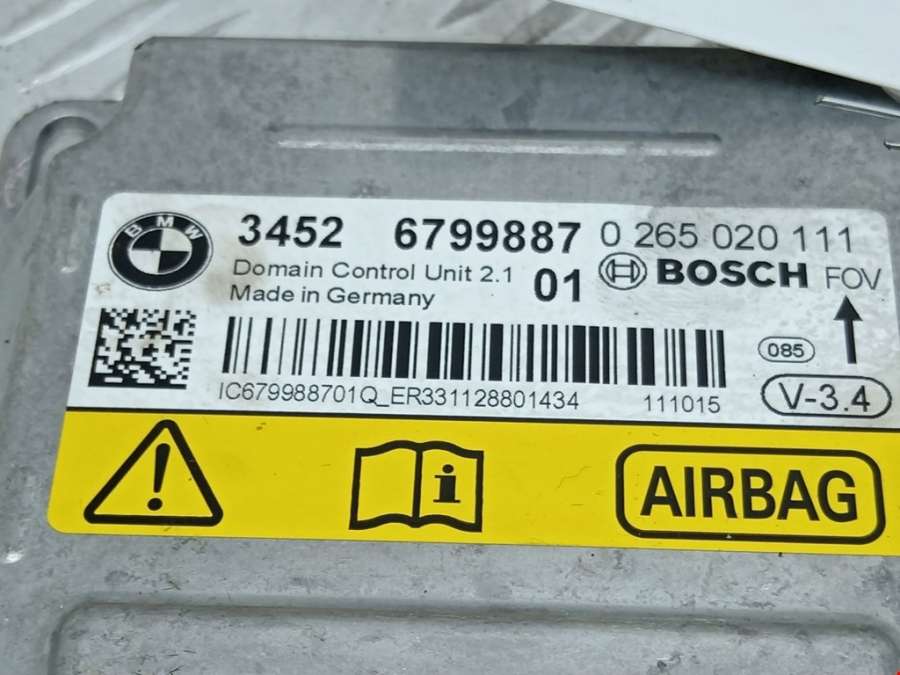 BMW 3452 6799887 0 265 020 111
Domain Control Unit 2.1 01 BOSCH FOV
Made in Germany
085
IC679988701Q_ER331128801434 111015 V-3.4
i AIRBAG